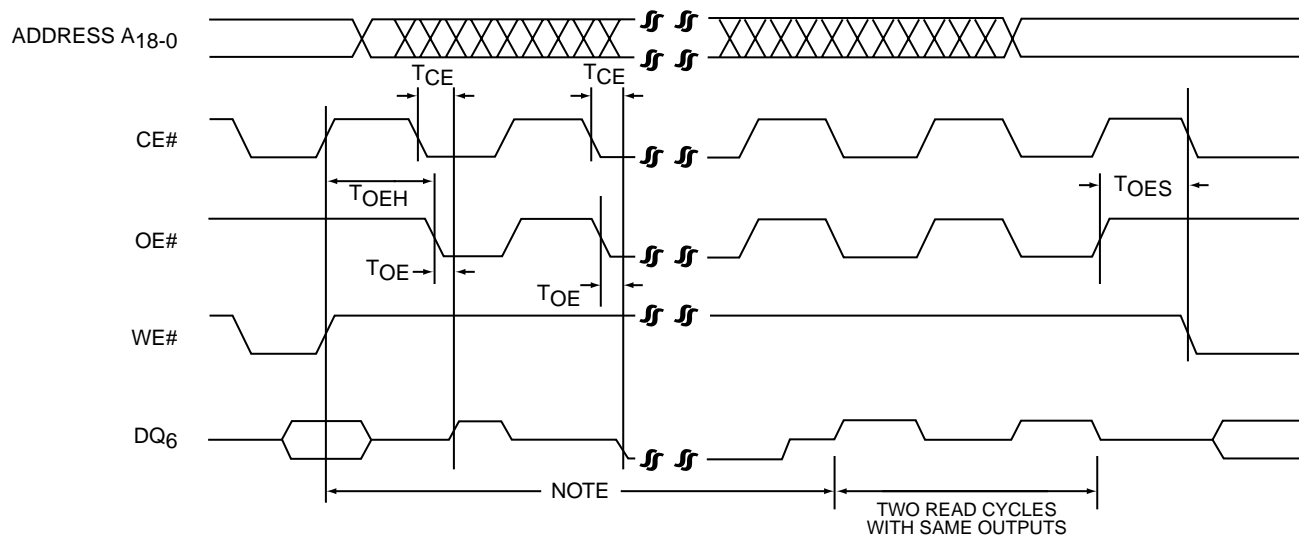 ADDRESS A18-0
TCE
TCE
CE#
TOEH
TOES
OE#
TOE
TOE
WE#
DQ6
NOTE
TWO READ CYCLES
WITH SAME OUTPUTS